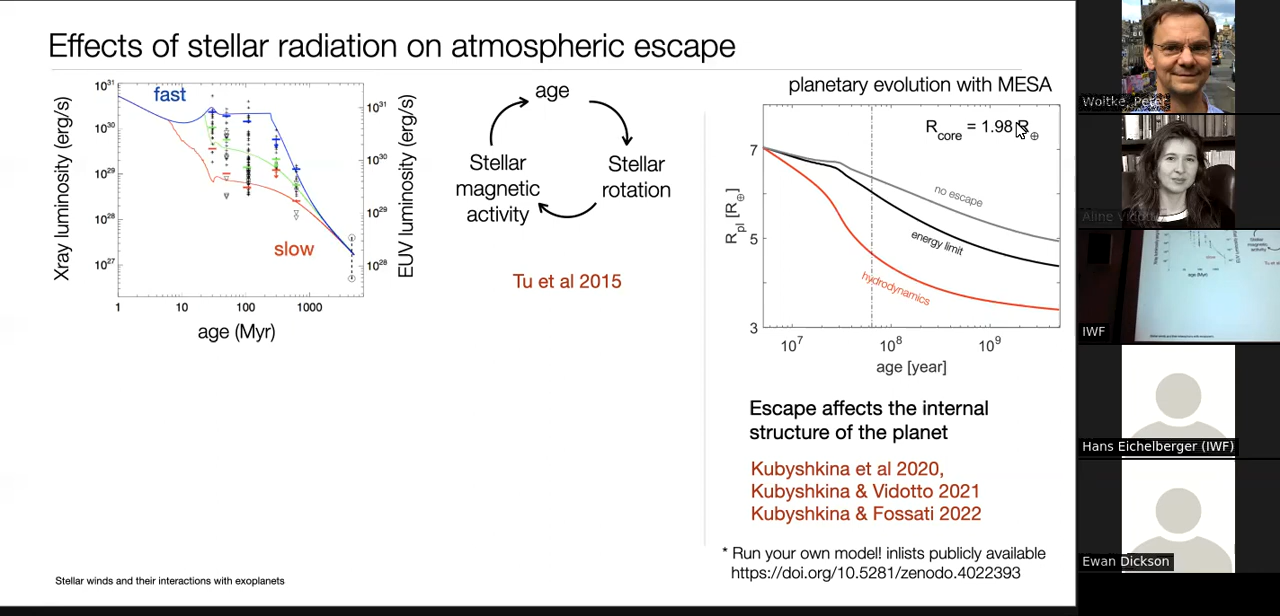 Effects of stellar radiation on atmospheric escape
Xray luminosity (erg/s)
10³¹
10³⁰
10²⁹
10²⁸
10²⁷
fast
slow
10³¹
10³⁰
10²⁹
10²⁸
EUV luminosity (erg/s)
1 10 100 1000
age (Myr)
age
Stellar
rotation
Stellar
magnetic
activity
Tu et al 2015
planetary evolution with MESA
R_core = 1.98 R⊕
R_pl [R⊕]
7
5
3
no escape
energy limit
hydrodynamics
10⁷ 10⁸ 10⁹
age [year]
Escape affects the internal
structure of the planet
Kubyshkina et al 2020,
Kubyshkina & Vidotto 2021
Kubyshkina & Fossati 2022
* Run your own model! inlists publicly available
https://doi.org/10.5281/zenodo.4022393
Stellar winds and their interactions with exoplanets
Woitke, Peter
Aline Vidotto
IWF
Hans Eichelberger (IWF)
Ewan Dickson